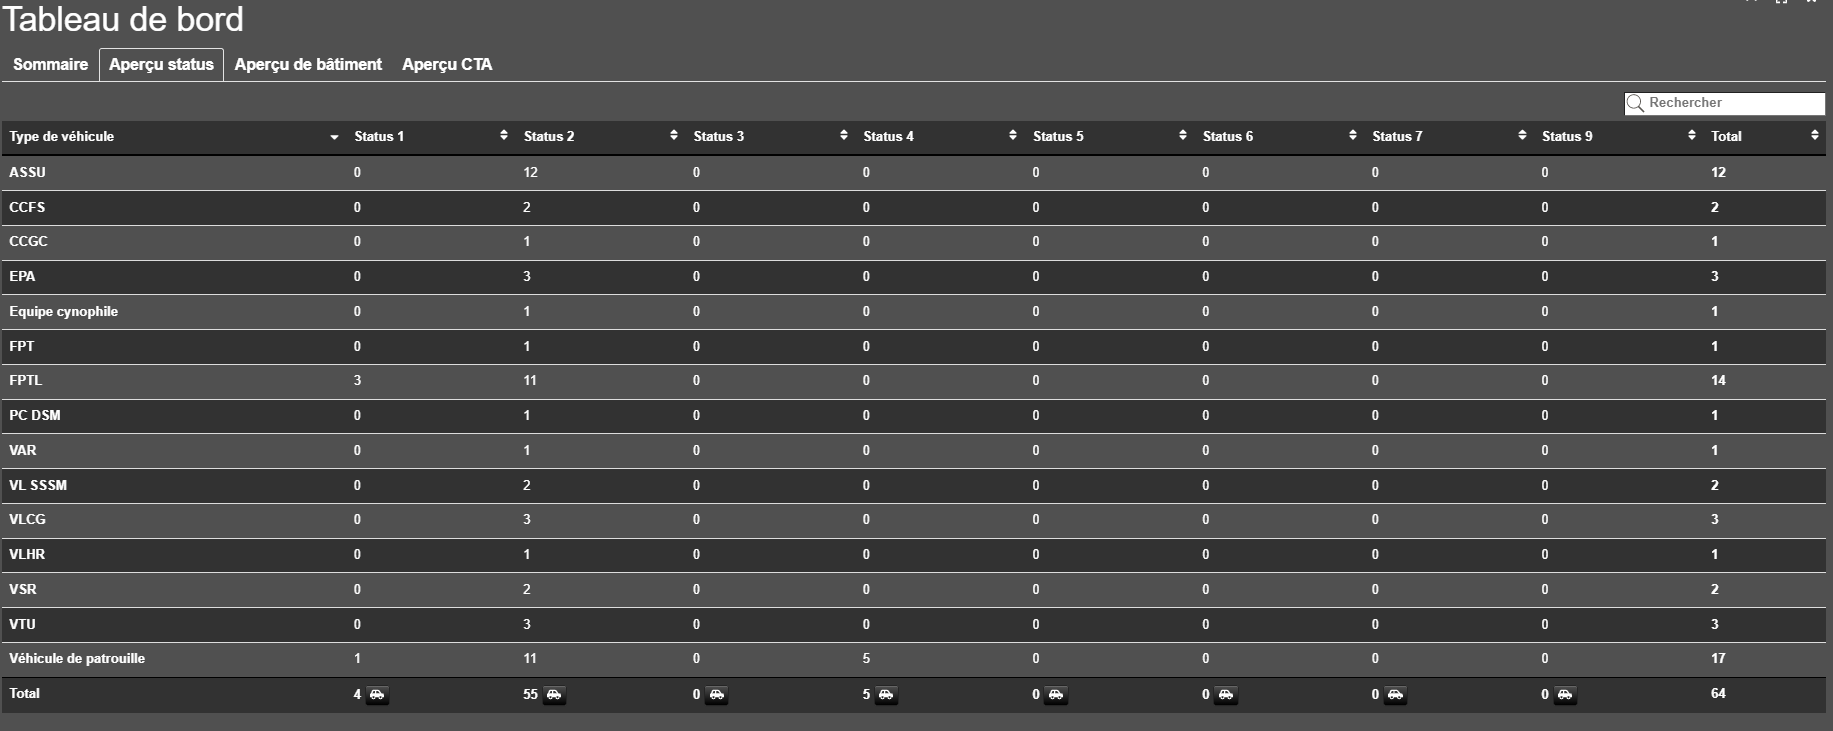 Tableau de bord
Sommaire Aperçu status Aperçu de bâtiment Aperçu CTA
Rechercher
Type de véhicule Status 1 Status 2 Status 3 Status 4 Status 5 Status 6 Status 7 Status 9 Total
ASSU 0 12 0 0 0 0 0 0 12
CCFS 0 2 0 0 0 0 0 0 2
CCGC 0 1 0 0 0 0 0 0 1
EPA 0 3 0 0 0 0 0 0 3
Equipe cynophile 0 1 0 0 0 0 0 0 1
FPT 0 1 0 0 0 0 0 0 1
FPTL 3 11 0 0 0 0 0 0 14
PC DSM 0 1 0 0 0 0 0 0 1
VAR 0 1 0 0 0 0 0 0 1
VL SSSM 0 2 0 0 0 0 0 0 2
VLCG 0 3 0 0 0 0 0 0 3
VLHR 0 1 0 0 0 0 0 0 1
VSR 0 2 0 0 0 0 0 0 2
VTU 0 3 0 0 0 0 0 0 3
Véhicule de patrouille 1 11 0 5 0 0 0 0 17
Total 4 55 0 5 0 0 0 0 64